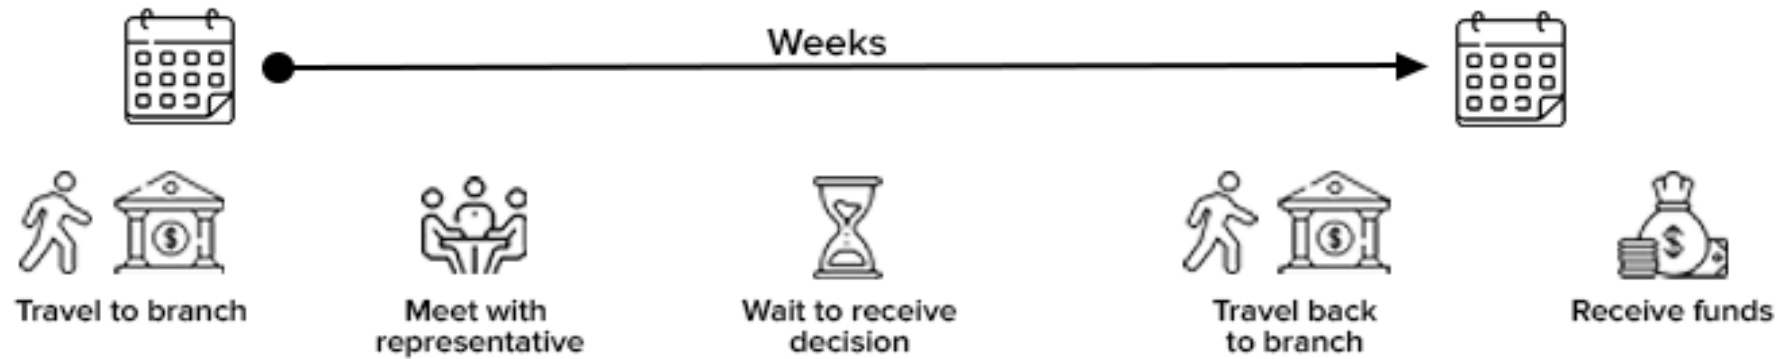 Weeks
Travel to branch
Meet with
representative
Wait to receive
decision
Travel back
to branch
Receive funds